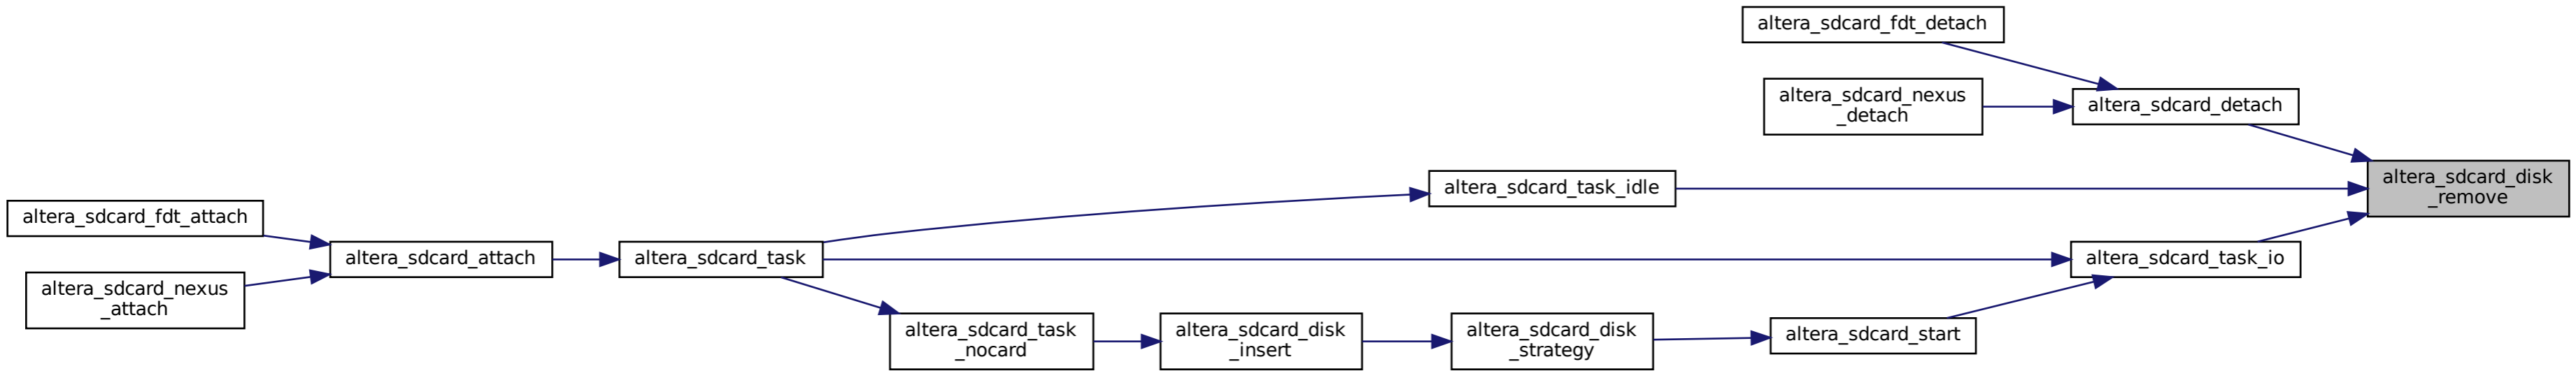 altera_sdcard_fdt_detach
altera_sdcard_nexus
_detach
altera_sdcard_detach
altera_sdcard_disk
_remove
altera_sdcard_task_idle
altera_sdcard_fdt_attach
altera_sdcard_attach
altera_sdcard_task
altera_sdcard_task_io
altera_sdcard_nexus
_attach
altera_sdcard_task
_nocard
altera_sdcard_disk
_insert
altera_sdcard_disk
_strategy
altera_sdcard_start